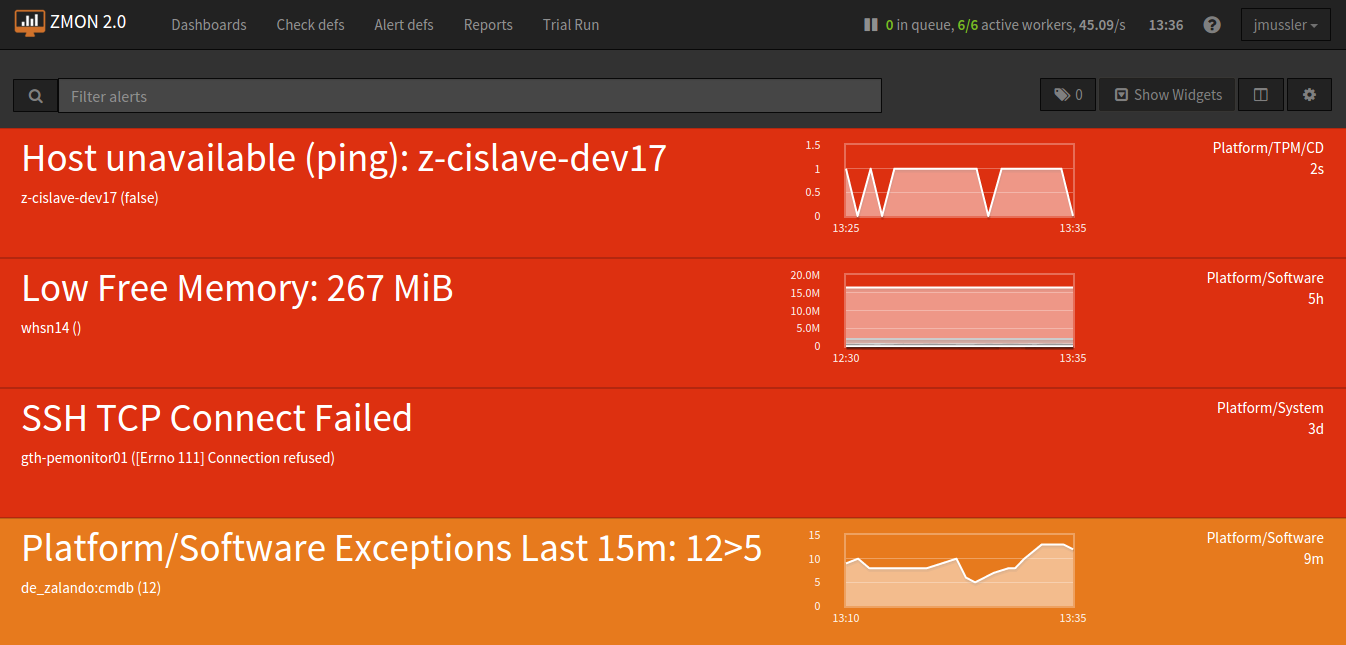 ZMON 2.0 Dashboards Check defs Alert defs Reports Trial Run 0 in queue, 6/6 active workers, 45.09/s 13:36 ? jmussler
Filter alerts 0 Show Widgets
Host unavailable (ping): z-cislave-dev17
z-cislave-dev17 (false)
1.5
1
0.5
0
13:25 13:35
Platform/TPM/CD
2s
Low Free Memory: 267 MiB
whsn14 ()
20.0M
15.0M
10.0M
5.0M
0
12:30 13:35
Platform/Software
5h
SSH TCP Connect Failed
gth-pemonitor01 ([Errno 111] Connection refused)
Platform/System
3d
Platform/Software Exceptions Last 15m: 12>5
de_zalando:cmdb (12)
15
10
5
0
13:10 13:35
Platform/Software
9m